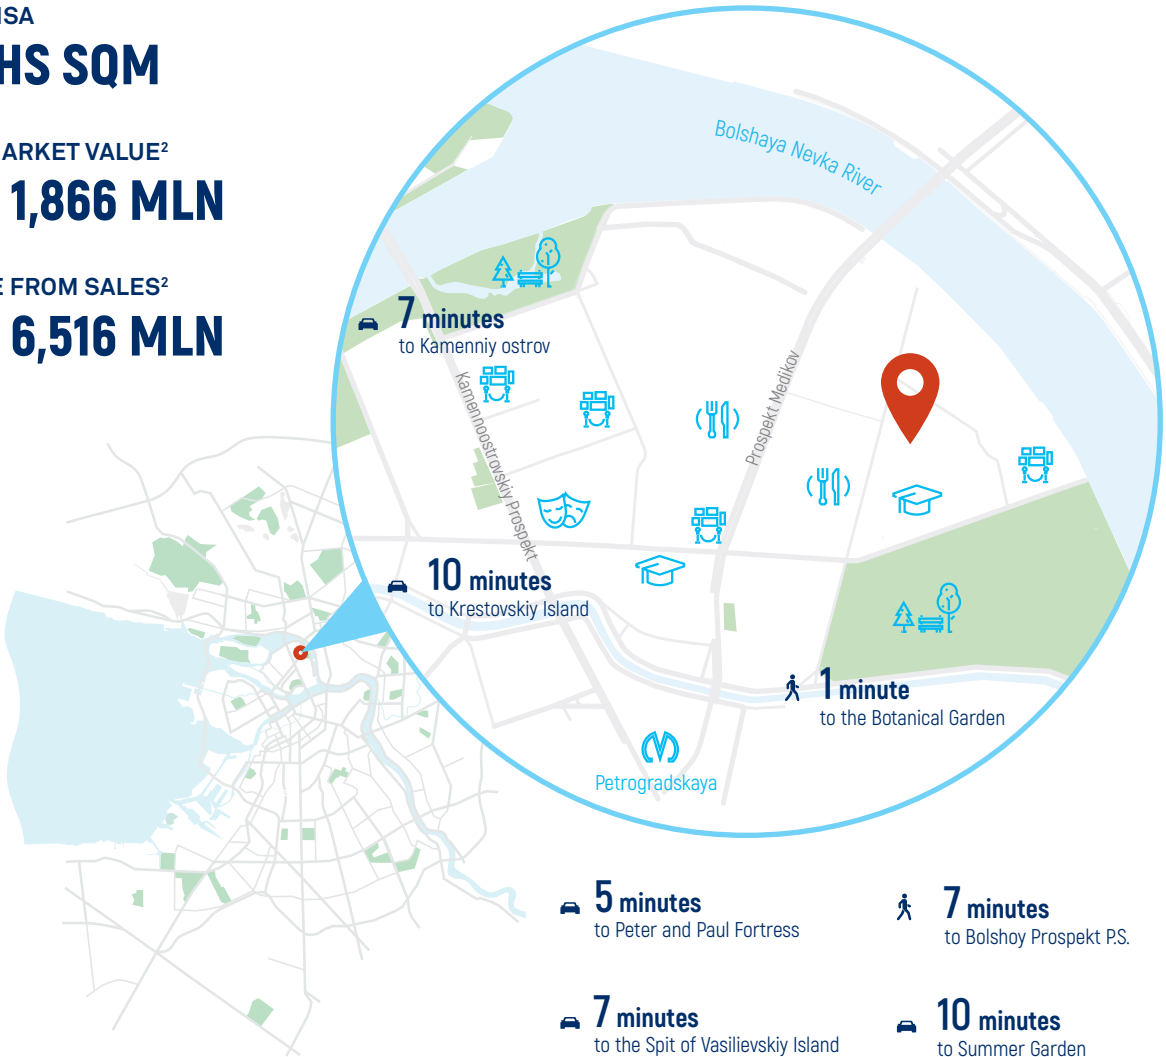 NSA
HS SQM
ARKET VALUE²
1,866 MLN
E FROM SALES²
6,516 MLN
Bolshaya Nevka River
7 minutes
to Kamenniy ostrov
Kamennoostrovskiy Prospekt
Prospekt Medikov
10 minutes
to Krestovskiy Island
1 minute
to the Botanical Garden
Petrogradskaya
5 minutes
to Peter and Paul Fortress
7 minutes
to Bolshoy Prospekt P.S.
7 minutes
to the Spit of Vasilievskiy Island
10 minutes
to Summer Garden